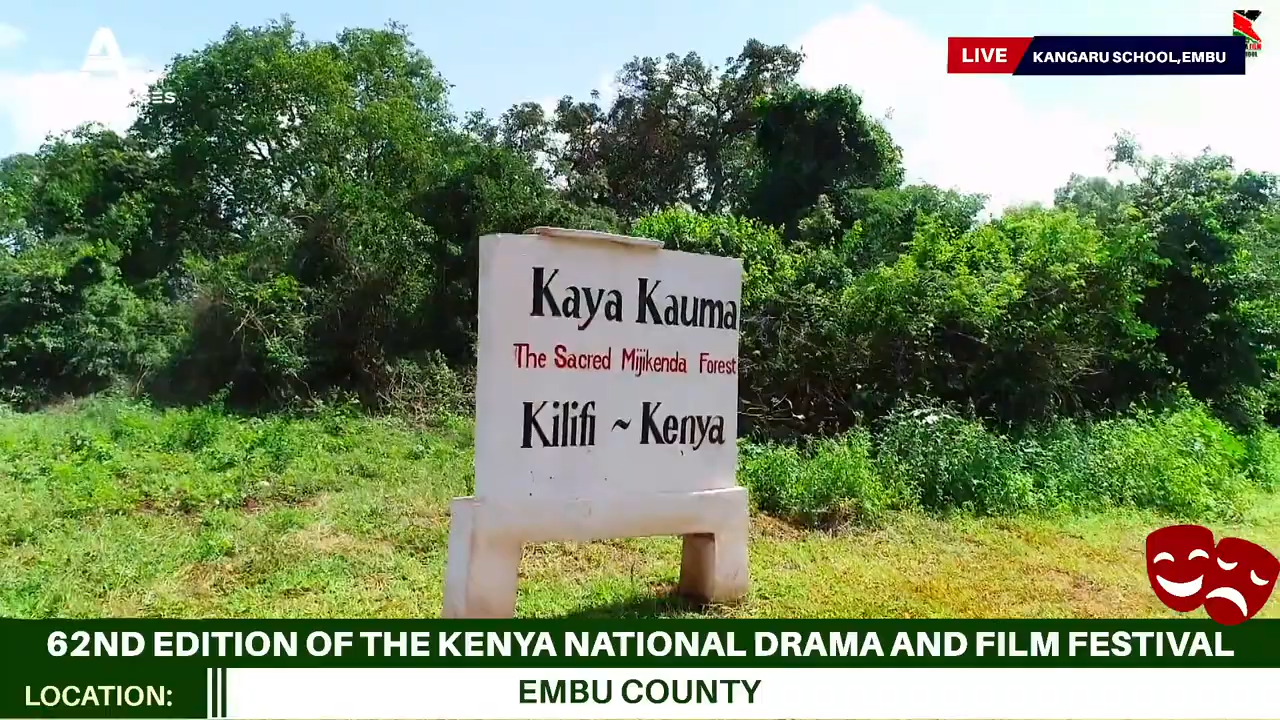 LIVE
KANGARU SCHOOL,EMBU
Kaya Kauma
The Sacred Mijikenda Forest
Kilifi ~ Kenya
62ND EDITION OF THE KENYA NATIONAL DRAMA AND FILM FESTIVAL
LOCATION:
EMBU COUNTY